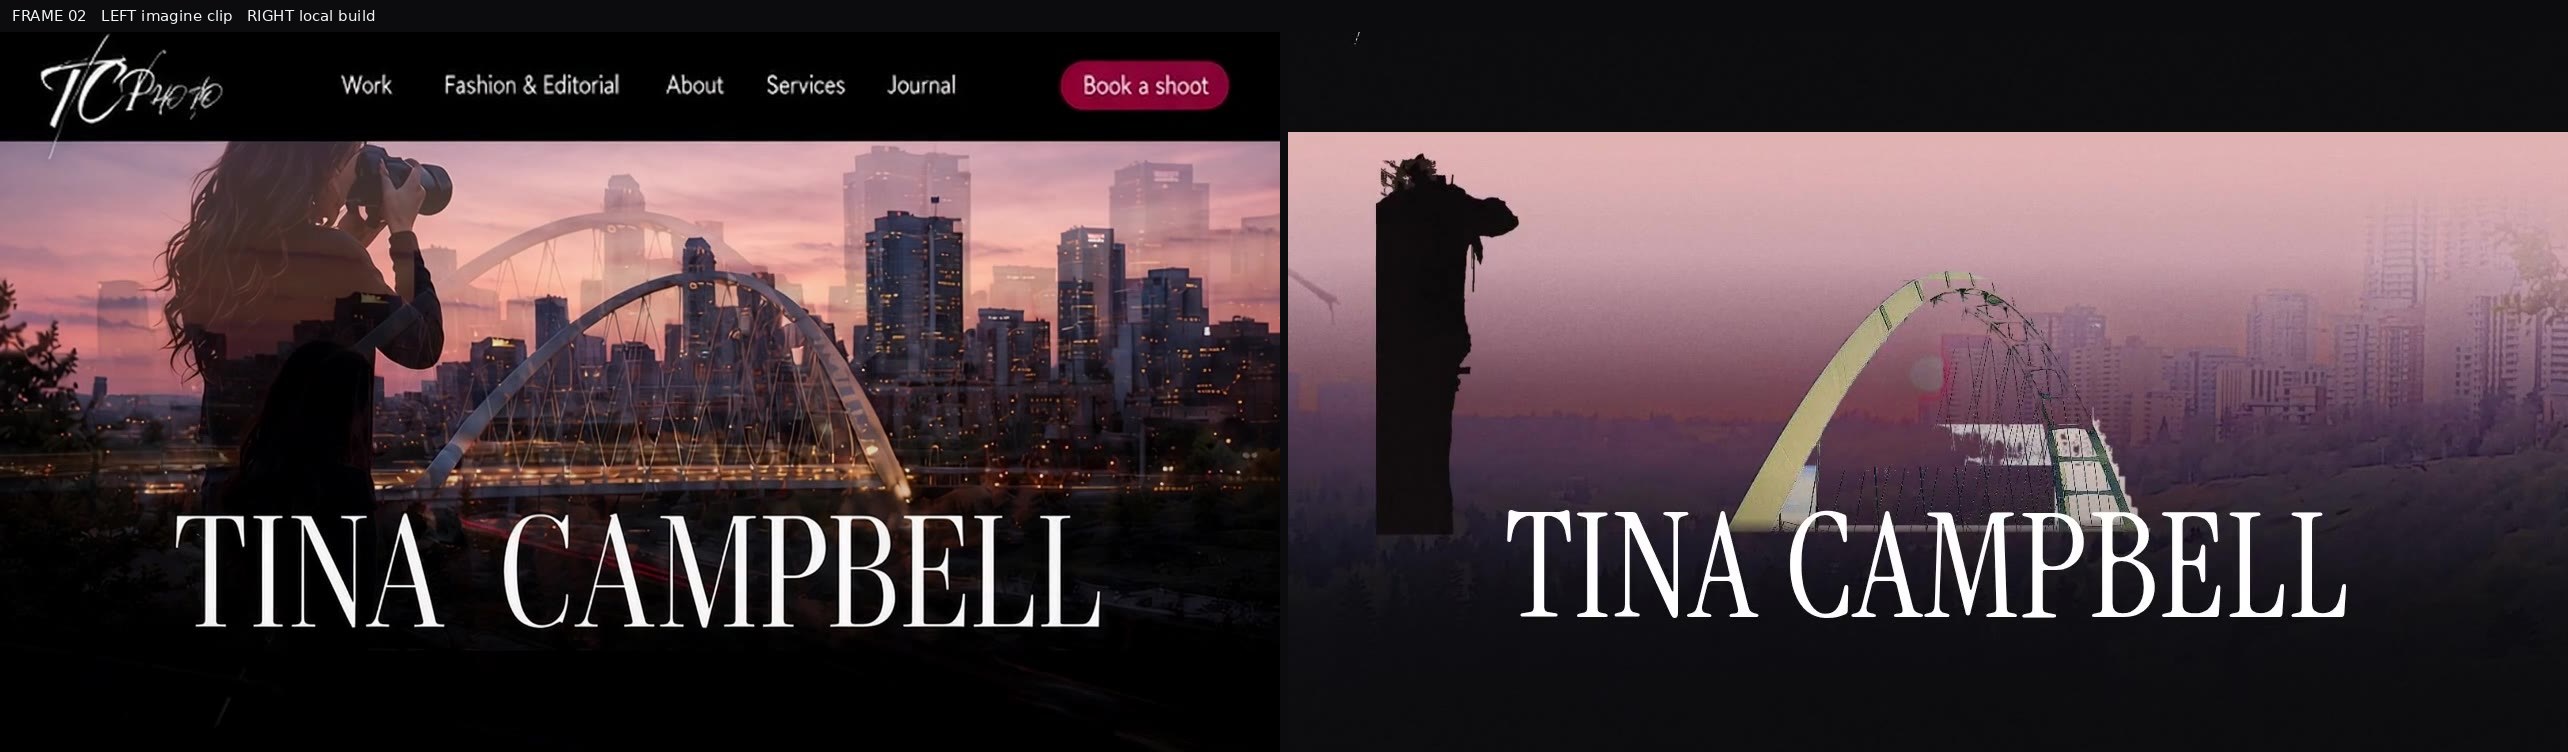 FRAME 02 LEFT imagine clip RIGHT local build
TCPHOTO Work Fashion & Editorial About Services Journal Book a shoot
TINA CAMPBELL
TINA CAMPBELL